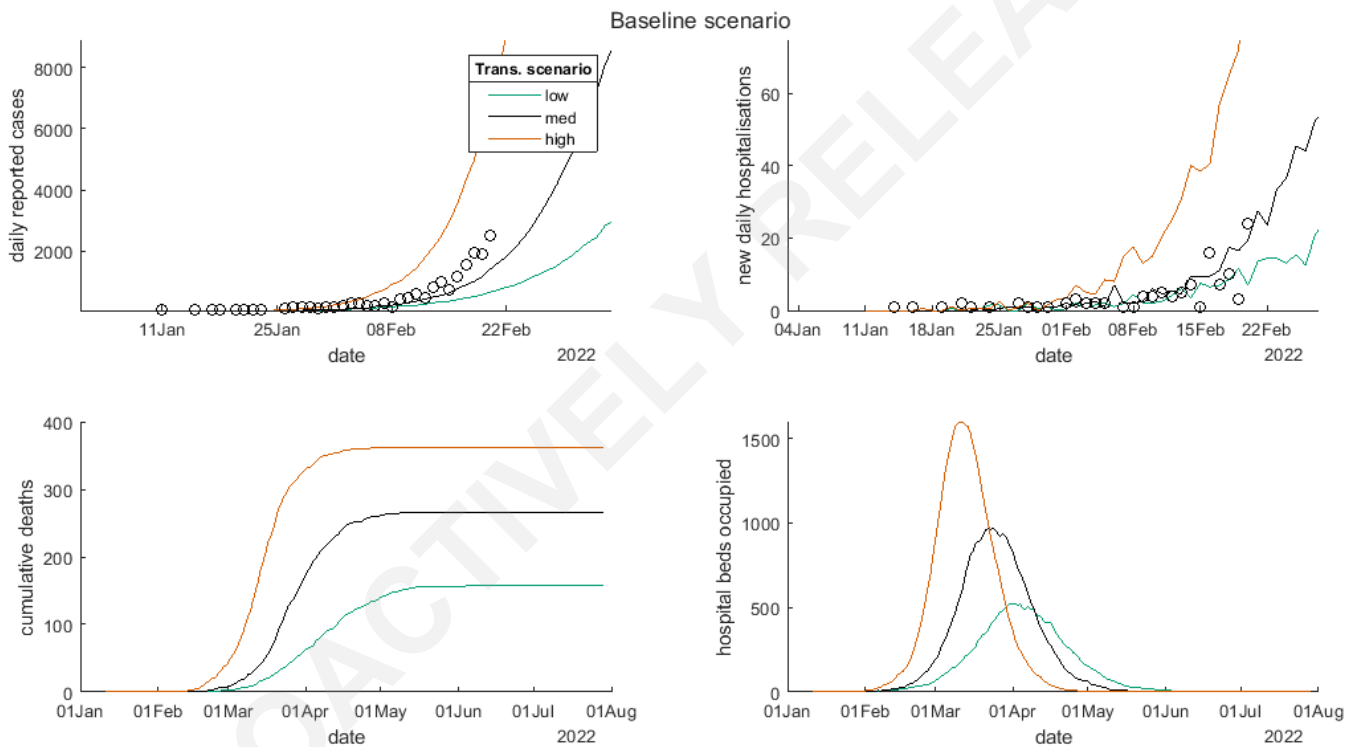 Baseline scenario
daily reported cases
8000
6000
4000
2000
Trans. scenario
low
med
high
11Jan 25Jan 08Feb 22Feb
date 2022
new daily hospitalisations
60
40
20
0
04Jan 11Jan 18Jan 25Jan 01Feb 08Feb 15Feb 22Feb
date 2022
cumulative deaths
400
300
200
100
0
01Jan 01Feb 01Mar 01Apr 01May 01Jun 01Jul 01Aug
date 2022
hospital beds occupied
1500
1000
500
0
01Jan 01Feb 01Mar 01Apr 01May 01Jun 01Jul 01Aug
date 2022
OACTIVELY RELEA